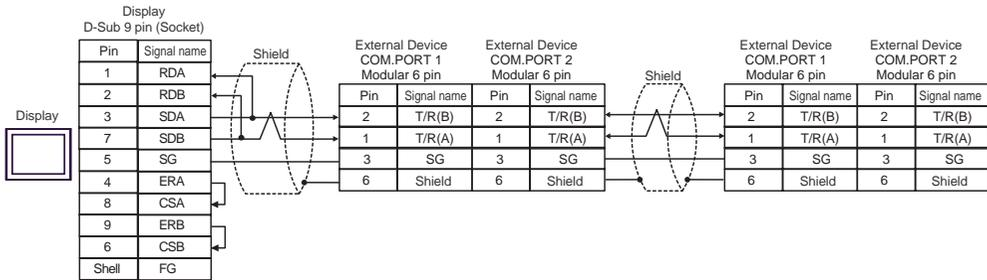 Display
D-Sub 9 pin (Socket)
Pin Signal name
1 RDA
2 RDB
3 SDA
7 SDB
5 SG
4 ERA
8 CSA
9 ERB
6 CSB
Shell FG
Display
Shield
External Device
COM.PORT 1
Modular 6 pin
External Device
COM.PORT 2
Modular 6 pin
Pin Signal name Pin Signal name
2 T/R(B) 2 T/R(B)
1 T/R(A) 1 T/R(A)
3 SG 3 SG
6 Shield 6 Shield
Shield
External Device
COM.PORT 1
Modular 6 pin
External Device
COM.PORT 2
Modular 6 pin
Pin Signal name Pin Signal name
2 T/R(B) 2 T/R(B)
1 T/R(A) 1 T/R(A)
3 SG 3 SG
6 Shield 6 Shield